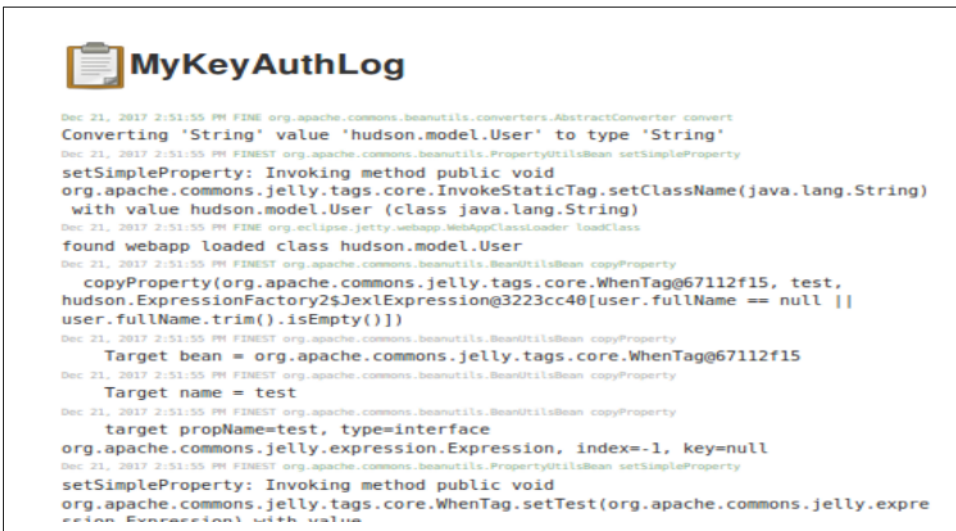 MyKeyAuthLog
Dec 21, 2017 2:51:55 PM FINE org.apache.commons.beanutils.converters.AbstractConverter convert
Converting 'String' value 'hudson.model.User' to type 'String'
Dec 21, 2017 2:51:55 PM FINEST org.apache.commons.beanutils.PropertyUtilsBean setSimpleProperty
setSimpleProperty: Invoking method public void
org.apache.commons.jelly.tags.core.InvokeStaticTag.setClassName(java.lang.String)
with value hudson.model.User (class java.lang.String)
Dec 21, 2017 2:51:55 PM FINE org.eclipse.jetty.webapp.WebAppClassLoader loadClass
found webapp loaded class hudson.model.User
Dec 21, 2017 2:51:55 PM FINEST org.apache.commons.beanutils.BeanUtilsBean copyProperty
copyProperty(org.apache.commons.jelly.tags.core.WhenTag@67112f15, test,
hudson.ExpressionFactory2$JexlExpression@3223cc40[user.fullName == null ||
user.fullName.trim().isEmpty()])
Dec 21, 2017 2:51:55 PM FINEST org.apache.commons.beanutils.BeanUtilsBean copyProperty
Target bean = org.apache.commons.jelly.tags.core.WhenTag@67112f15
Dec 21, 2017 2:51:55 PM FINEST org.apache.commons.beanutils.BeanUtilsBean copyProperty
Target name = test
Dec 21, 2017 2:51:55 PM FINEST org.apache.commons.beanutils.BeanUtilsBean copyProperty
target propName=test, type=interface
org.apache.commons.jelly.expression.Expression, index=-1, key=null
Dec 21, 2017 2:51:55 PM FINEST org.apache.commons.beanutils.PropertyUtilsBean setSimpleProperty
setSimpleProperty: Invoking method public void
org.apache.commons.jelly.tags.core.WhenTag.setTest(org.apache.commons.jelly.expre
ssion.Expression) with value